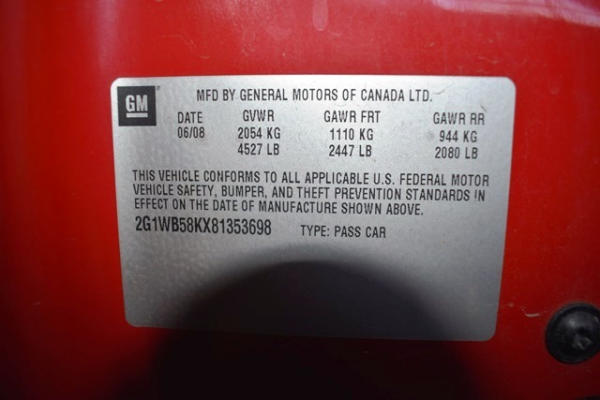 GM MFD BY GENERAL MOTORS OF CANADA LTD.
DATE GVWR GAWR FRT GAWR RR
06/08 2054 KG 1110 KG 944 KG
4527 LB 2447 LB 2080 LB
THIS VEHICLE CONFORMS TO ALL APPLICABLE U.S. FEDERAL MOTOR
VEHICLE SAFETY, BUMPER, AND THEFT PREVENTION STANDARDS IN
EFFECT ON THE DATE OF MANUFACTURE SHOWN ABOVE.
2G1WB58KX81353698 TYPE: PASS CAR